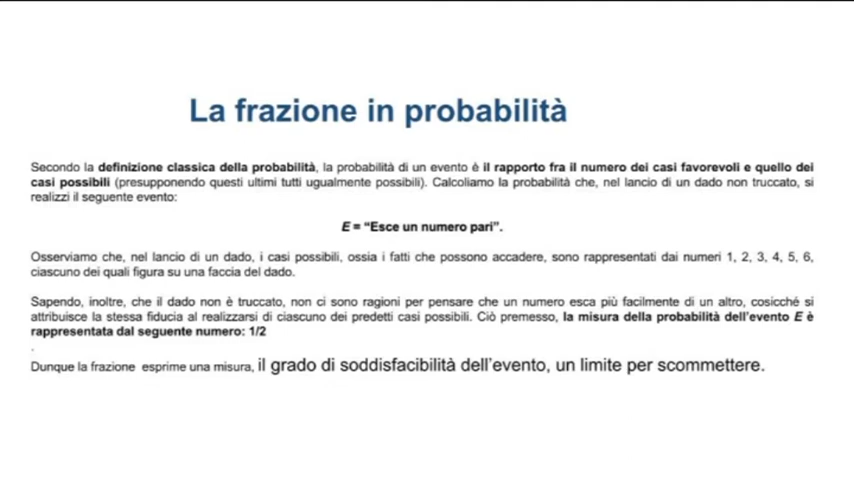 La frazione in probabilità
Secondo la definizione classica della probabilità, la probabilità di un evento è il rapporto fra il numero dei casi favorevoli e quello dei
casi possibili (presupponendo questi ultimi tutti ugualmente possibili). Calcoliamo la probabilità che, nel lancio di un dado non truccato, si
realizzi il seguente evento:
E = “Esce un numero pari”.
Osserviamo che, nel lancio di un dado, i casi possibili, ossia i fatti che possono accadere, sono rappresentati dai numeri 1, 2, 3, 4, 5, 6,
ciascuno dei quali figura su una faccia del dado.
Sapendo, inoltre, che il dado non è truccato, non ci sono ragioni per pensare che un numero esca più facilmente di un altro, cosicché si
attribuisce la stessa fiducia al realizzarsi di ciascuno dei predetti casi possibili. Ciò premesso, la misura della probabilità dell’evento E è
rappresentata dal seguente numero: 1/2
.
Dunque la frazione esprime una misura, il grado di soddisfacibilità dell’evento, un limite per scommettere.